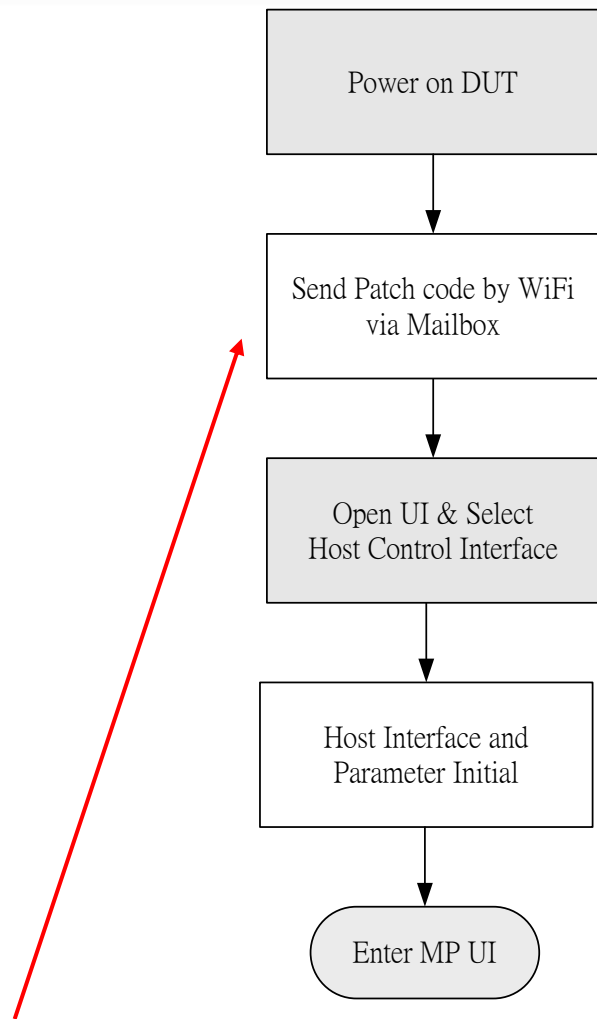 Power on DUT
Send Patch code by WiFi
via Mailbox
Open UI & Select
Host Control Interface
Host Interface and
Parameter Initial
Enter MP UI